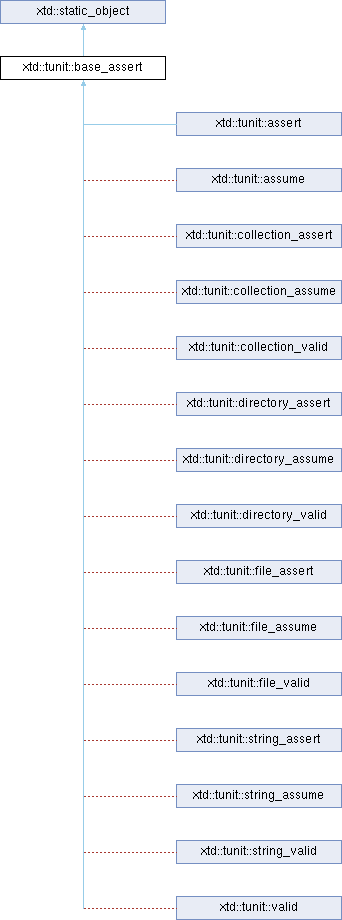 xtd::static_object
xtd::tunit::base_assert
xtd::tunit::assert
xtd::tunit::assume
xtd::tunit::collection_assert
xtd::tunit::collection_assume
xtd::tunit::collection_valid
xtd::tunit::directory_assert
xtd::tunit::directory_assume
xtd::tunit::directory_valid
xtd::tunit::file_assert
xtd::tunit::file_assume
xtd::tunit::file_valid
xtd::tunit::string_assert
xtd::tunit::string_assume
xtd::tunit::string_valid
xtd::tunit::valid